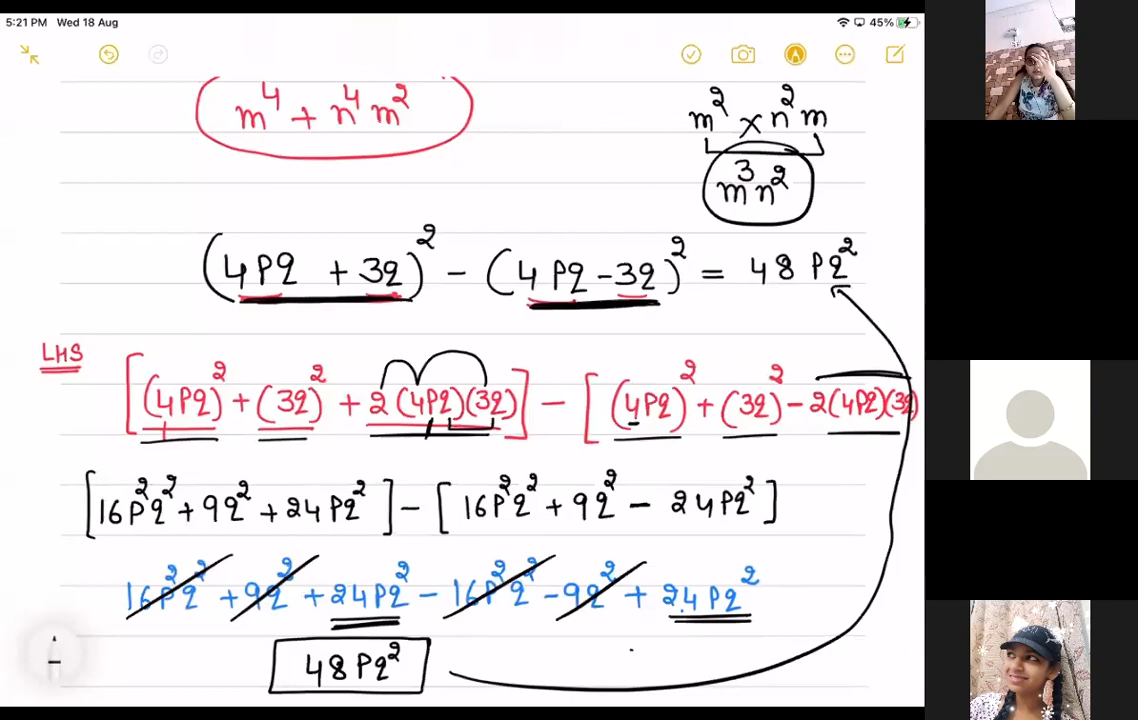 5:21 PM Wed 18 Aug 45%
m⁴ + n⁴m²
m² × n²m
m³n²
(4pq + 3q)² - (4pq - 3q)² = 48pq²
LHS
[(4pq)² + (3q)² + 2(4pq)(3q)] - [(4pq)² + (3q)² - 2(4pq)(3q)
[16p²q² + 9q² + 24pq²] - [16p²q² + 9q² - 24pq²]
16p²q² + 9q² + 24pq² - 16p²q² - 9q² + 24pq²
48pq²